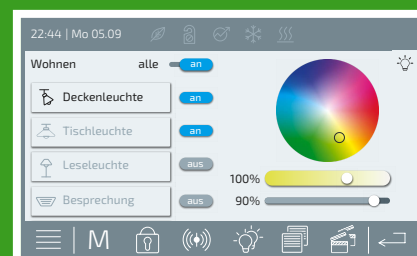 22:44 | Mo 05.09
Wohnen alle an
Deckenleuchte an
Tischleuchte an
Leseleuchte aus
100%
Besprechung aus
90%
M